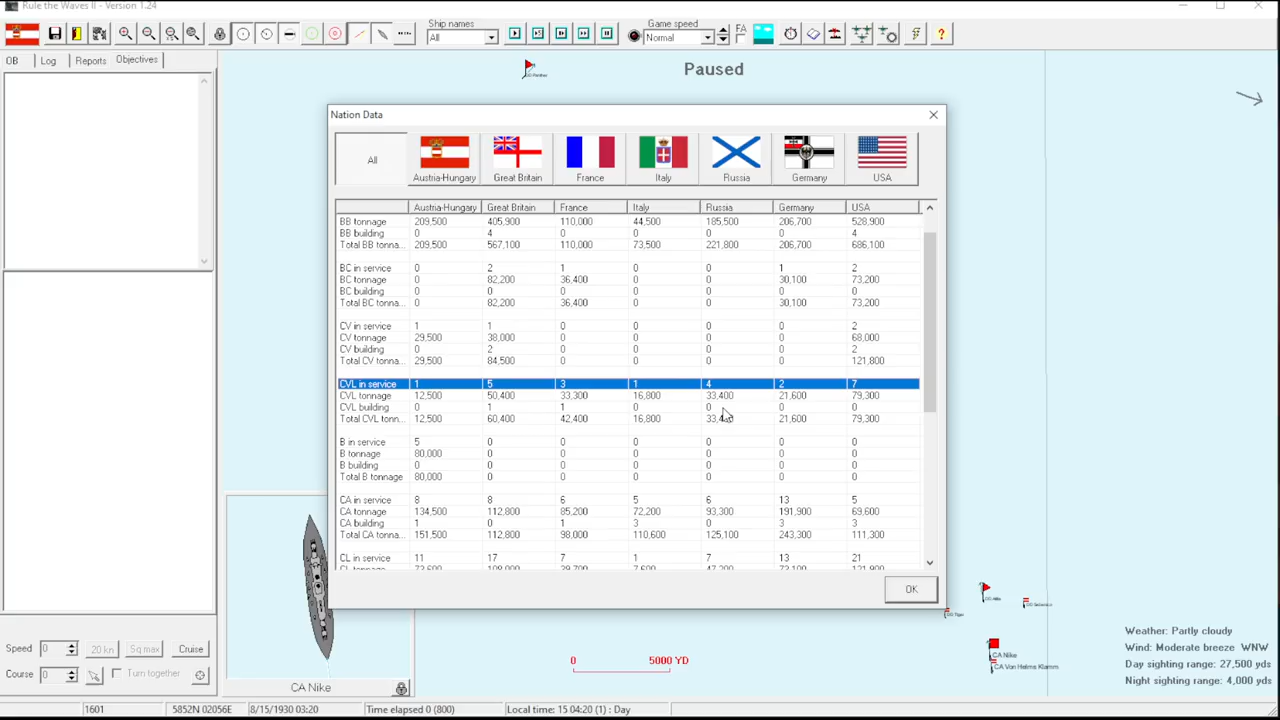 Rule the Waves II - Version 1.24
Ship names
All
Game speed
Normal
FA
OB Log Reports Objectives
Paused
Nation Data
All Austria-Hungary Great Britain France Italy Russia Germany USA
Austria-Hungary Great Britain France Italy Russia Germany USA
BB tonnage 209,500 405,900 110,000 44,500 185,500 206,700 528,900
BB building 0 4 0 0 0 0 4
Total BB tonna... 209,500 567,100 110,000 73,500 221,800 206,700 686,100
BC in service 0 2 1 0 0 1 2
BC tonnage 0 82,200 36,400 0 0 30,100 73,200
BC building 0 0 0 0 0 0 0
Total BC tonna... 0 82,200 36,400 0 0 30,100 73,200
CV in service 1 1 0 0 0 0 2
CV tonnage 29,500 38,000 0 0 0 0 68,000
CV building 0 2 0 0 0 0 2
Total CV tonna... 29,500 84,500 0 0 0 0 121,800
CVL in service 1 5 3 1 4 2 7
CVL tonnage 12,500 50,400 33,300 16,800 33,400 21,600 79,300
CVL building 0 1 1 0 0 0 0
Total CVL tonn... 12,500 60,400 42,400 16,800 33,4 21,600 79,300
B in service 5 0 0 0 0 0 0
B tonnage 80,000 0 0 0 0 0 0
B building 0 0 0 0 0 0 0
Total B tonnage 80,000 0 0 0 0 0 0
CA in service 8 8 6 5 6 13 5
CA tonnage 134,500 112,800 85,200 72,200 93,300 191,900 69,600
CA building 1 0 1 3 0 3 3
Total CA tonna... 151,500 112,800 98,000 110,600 125,100 243,300 111,300
CL in service 11 17 7 1 7 13 21
OK
CA Nike
CA Von Helms Klamm
Speed 0 20 kn Sq max Cruise
Course 0 Turn together
CA Nike
0 5000 YD
Weather: Partly cloudy
Wind: Moderate breeze WNW
Day sighting range: 27,500 yds
Night sighting range: 4,000 yds
1601 5852N 02056E 8/15/1930 03:20 Time elapsed 0 (800) Local time: 15 04:20 (1) : Day